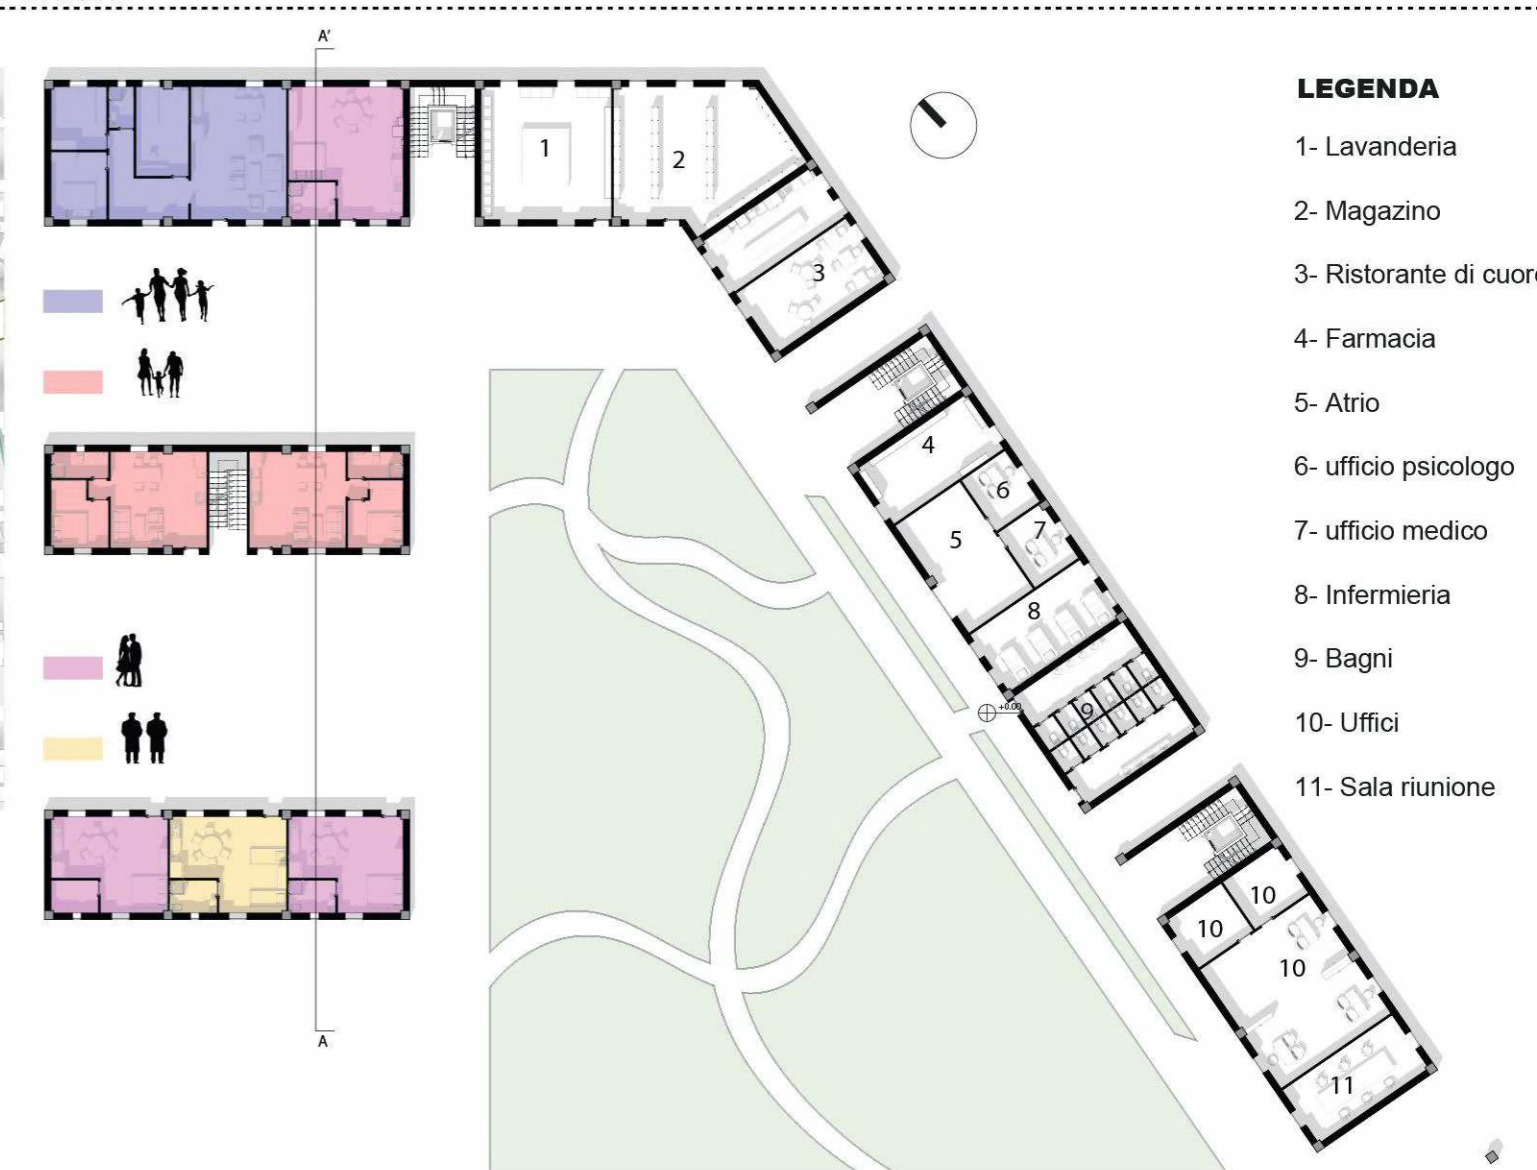 A'
LEGENDA
1- Lavanderia
2- Magazino
3- Ristorante di cuore
4- Farmacia
5- Atrio
6- ufficio psicologo
7- ufficio medico
8- Infermieria
9- Bagni
10- Uffici
11- Sala riunione
1
2
3
4
6
7
5
8
9
+0.00
10
10
10
11
A